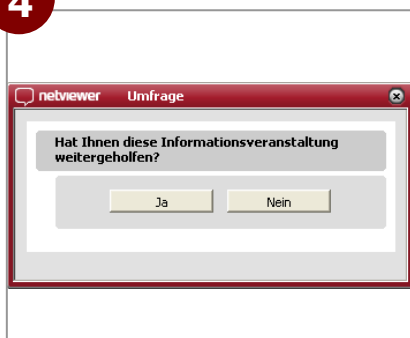 4
netviewer Umfrage
Hat Ihnen diese Informationsveranstaltung
weitergeholfen?
Ja Nein